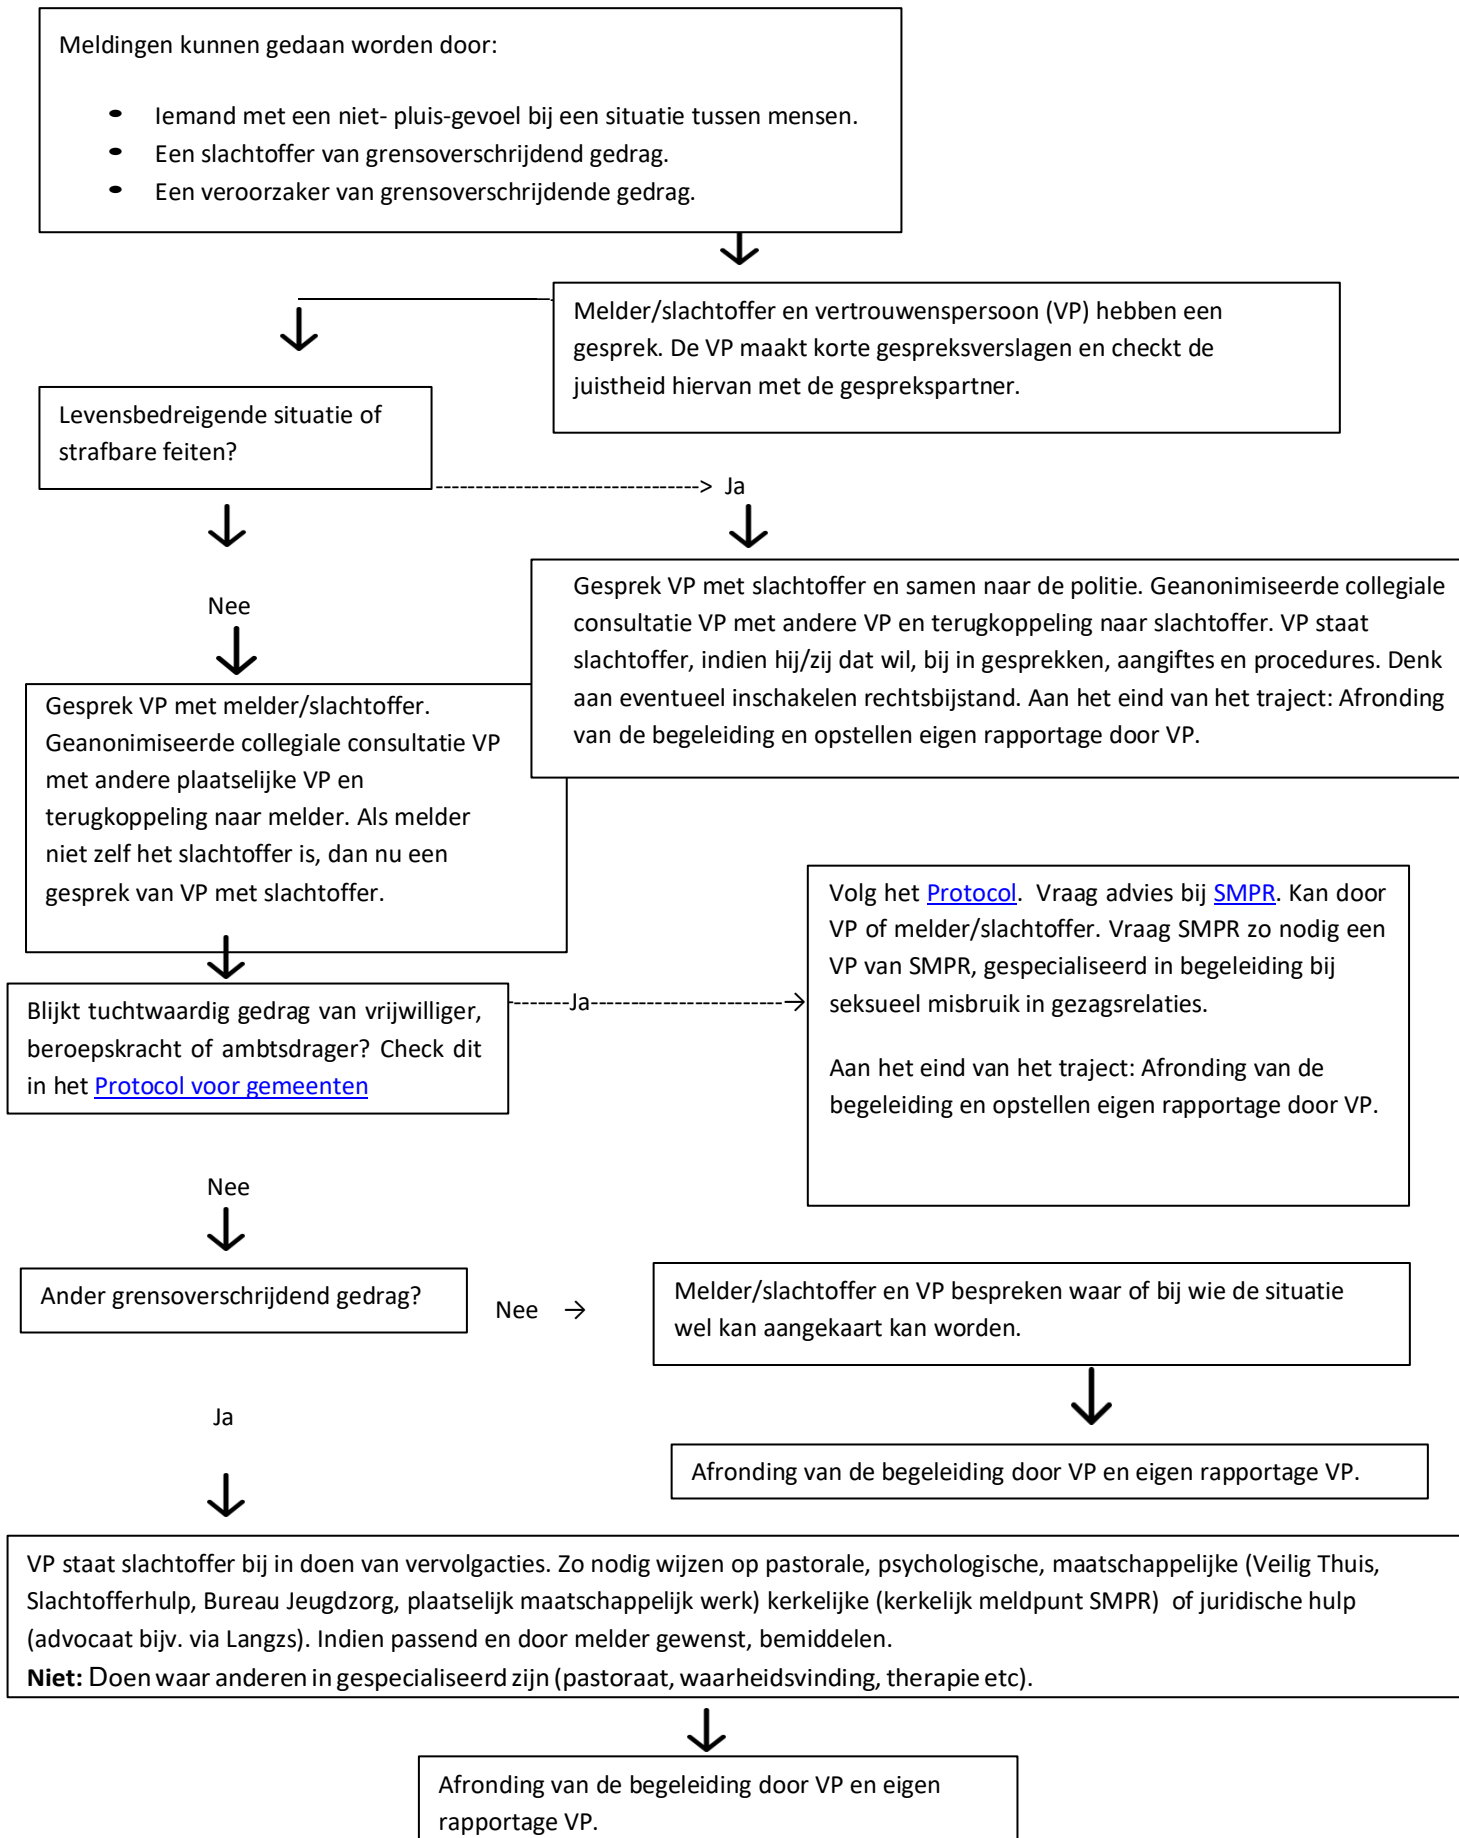 Meldingen kunnen gedaan worden door:
• Iemand met een niet- pluis-gevoel bij een situatie tussen mensen.
• Een slachtoffer van grensoverschrijdend gedrag.
• Een veroorzaker van grensoverschrijdende gedrag.
Melder/slachtoffer en vertrouwenspersoon (VP) hebben een
gesprek. De VP maakt korte gespreksverslagen en checkt de
juistheid hiervan met de gesprekspartner.
Levensbedreigende situatie of
strafbare feiten?
-------------------------------> Ja
Gesprek VP met slachtoffer en samen naar de politie. Geanonimiseerde collegiale
consultatie VP met andere VP en terugkoppeling naar slachtoffer. VP staat
slachtoffer, indien hij/zij dat wil, bij in gesprekken, aangiftes en procedures. Denk
aan eventueel inschakelen rechtsbijstand. Aan het eind van het traject: Afronding
van de begeleiding en opstellen eigen rapportage door VP.
Nee
Gesprek VP met melder/slachtoffer.
Geanonimiseerde collegiale consultatie VP
met andere plaatselijke VP en
terugkoppeling naar melder. Als melder
niet zelf het slachtoffer is, dan nu een
gesprek van VP met slachtoffer.
Blijkt tuchtwaardig gedrag van vrijwilliger,
beroepskracht of ambtsdrager? Check dit
in het Protocol voor gemeenten
-------Ja-----------------------→
Volg het Protocol. Vraag advies bij SMPR. Kan door
VP of melder/slachtoffer. Vraag SMPR zo nodig een
VP van SMPR, gespecialiseerd in begeleiding bij
seksueel misbruik in gezagsrelaties.
Aan het eind van het traject: Afronding van de
begeleiding en opstellen eigen rapportage door VP.
Nee
Ander grensoverschrijdend gedrag?
Nee →
Melder/slachtoffer en VP bespreken waar of bij wie de situatie
wel kan aangekaart kan worden.
Afronding van de begeleiding door VP en eigen rapportage VP.
Ja
VP staat slachtoffer bij in doen van vervolgacties. Zo nodig wijzen op pastorale, psychologische, maatschappelijke (Veilig Thuis,
Slachtofferhulp, Bureau Jeugdzorg, plaatselijk maatschappelijk werk) kerkelijke (kerkelijk meldpunt SMPR) of juridische hulp
(advocaat bijv. via Langzs). Indien passend en door melder gewenst, bemiddelen.
Niet: Doen waar anderen in gespecialiseerd zijn (pastoraat, waarheidsvinding, therapie etc).
Afronding van de begeleiding door VP en eigen
rapportage VP.